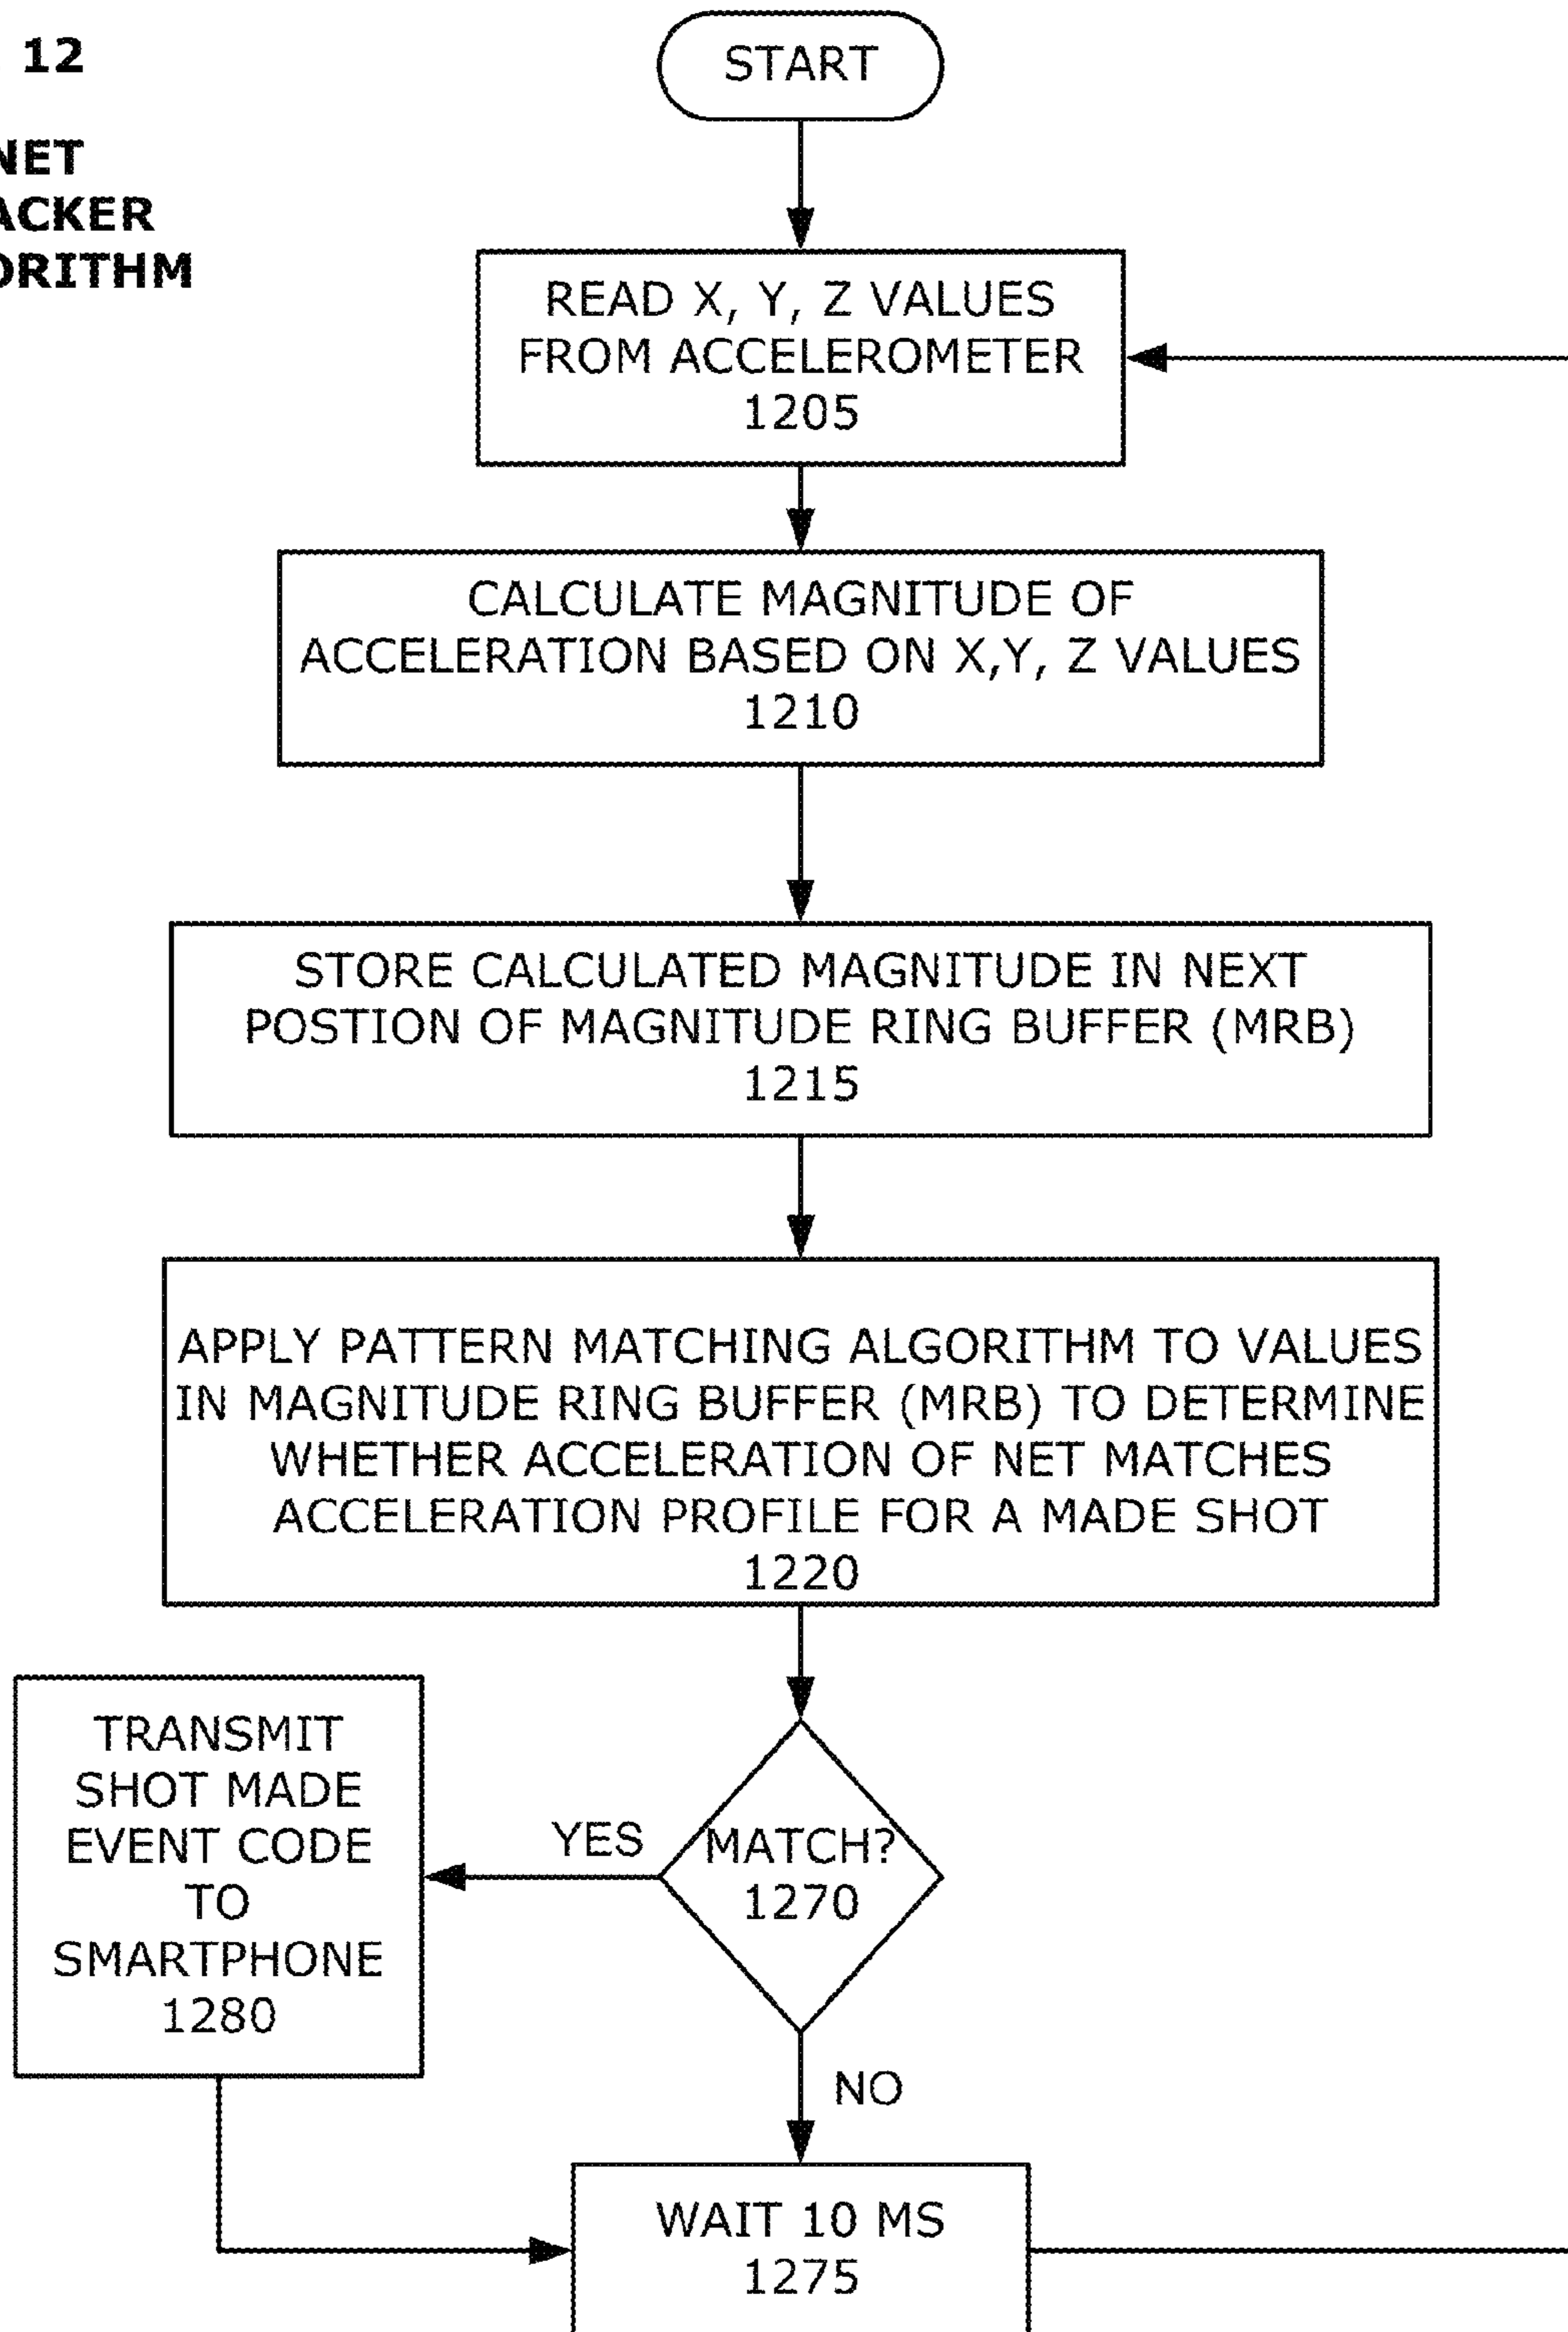 12
NET
ACKER
ORITHM
START
READ X, Y, Z VALUES
FROM ACCELEROMETER
1205
CALCULATE MAGNITUDE OF
ACCELERATION BASED ON X,Y, Z VALUES
1210
STORE CALCULATED MAGNITUDE IN NEXT
POSTION OF MAGNITUDE RING BUFFER (MRB)
1215
APPLY PATTERN MATCHING ALGORITHM TO VALUES
IN MAGNITUDE RING BUFFER (MRB) TO DETERMINE
WHETHER ACCELERATION OF NET MATCHES
ACCELERATION PROFILE FOR A MADE SHOT
1220
MATCH?
1270
YES
TRANSMIT
SHOT MADE
EVENT CODE
TO
SMARTPHONE
1280
NO
WAIT 10 MS
1275